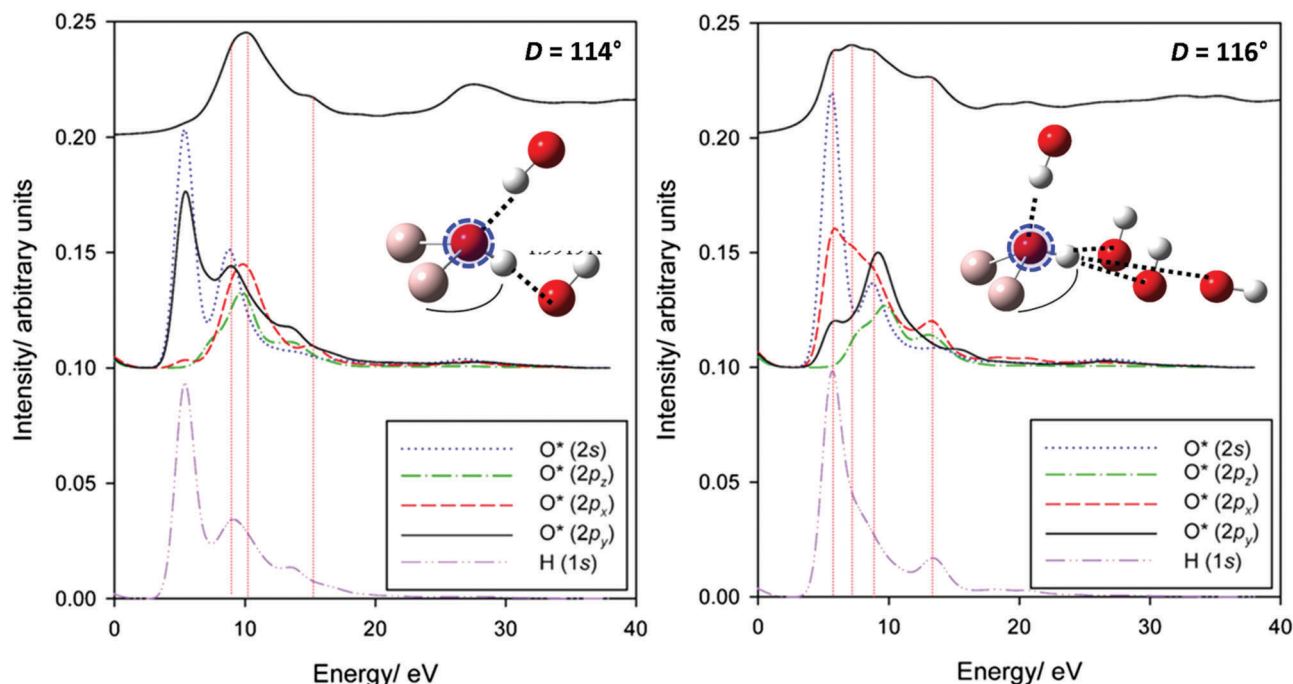 D = 114°
Intensity/ arbitrary units
0.25
0.20
0.15
0.10
0.05
0.00
O* (2s)
O* (2pz)
O* (2px)
O* (2py)
H (1s)
0 10 20 30 40
Energy/ eV
D = 116°
Intensity/ arbitrary units
0.25
0.20
0.15
0.10
0.05
0.00
O* (2s)
O* (2pz)
O* (2px)
O* (2py)
H (1s)
0 10 20 30 40
Energy/ eV